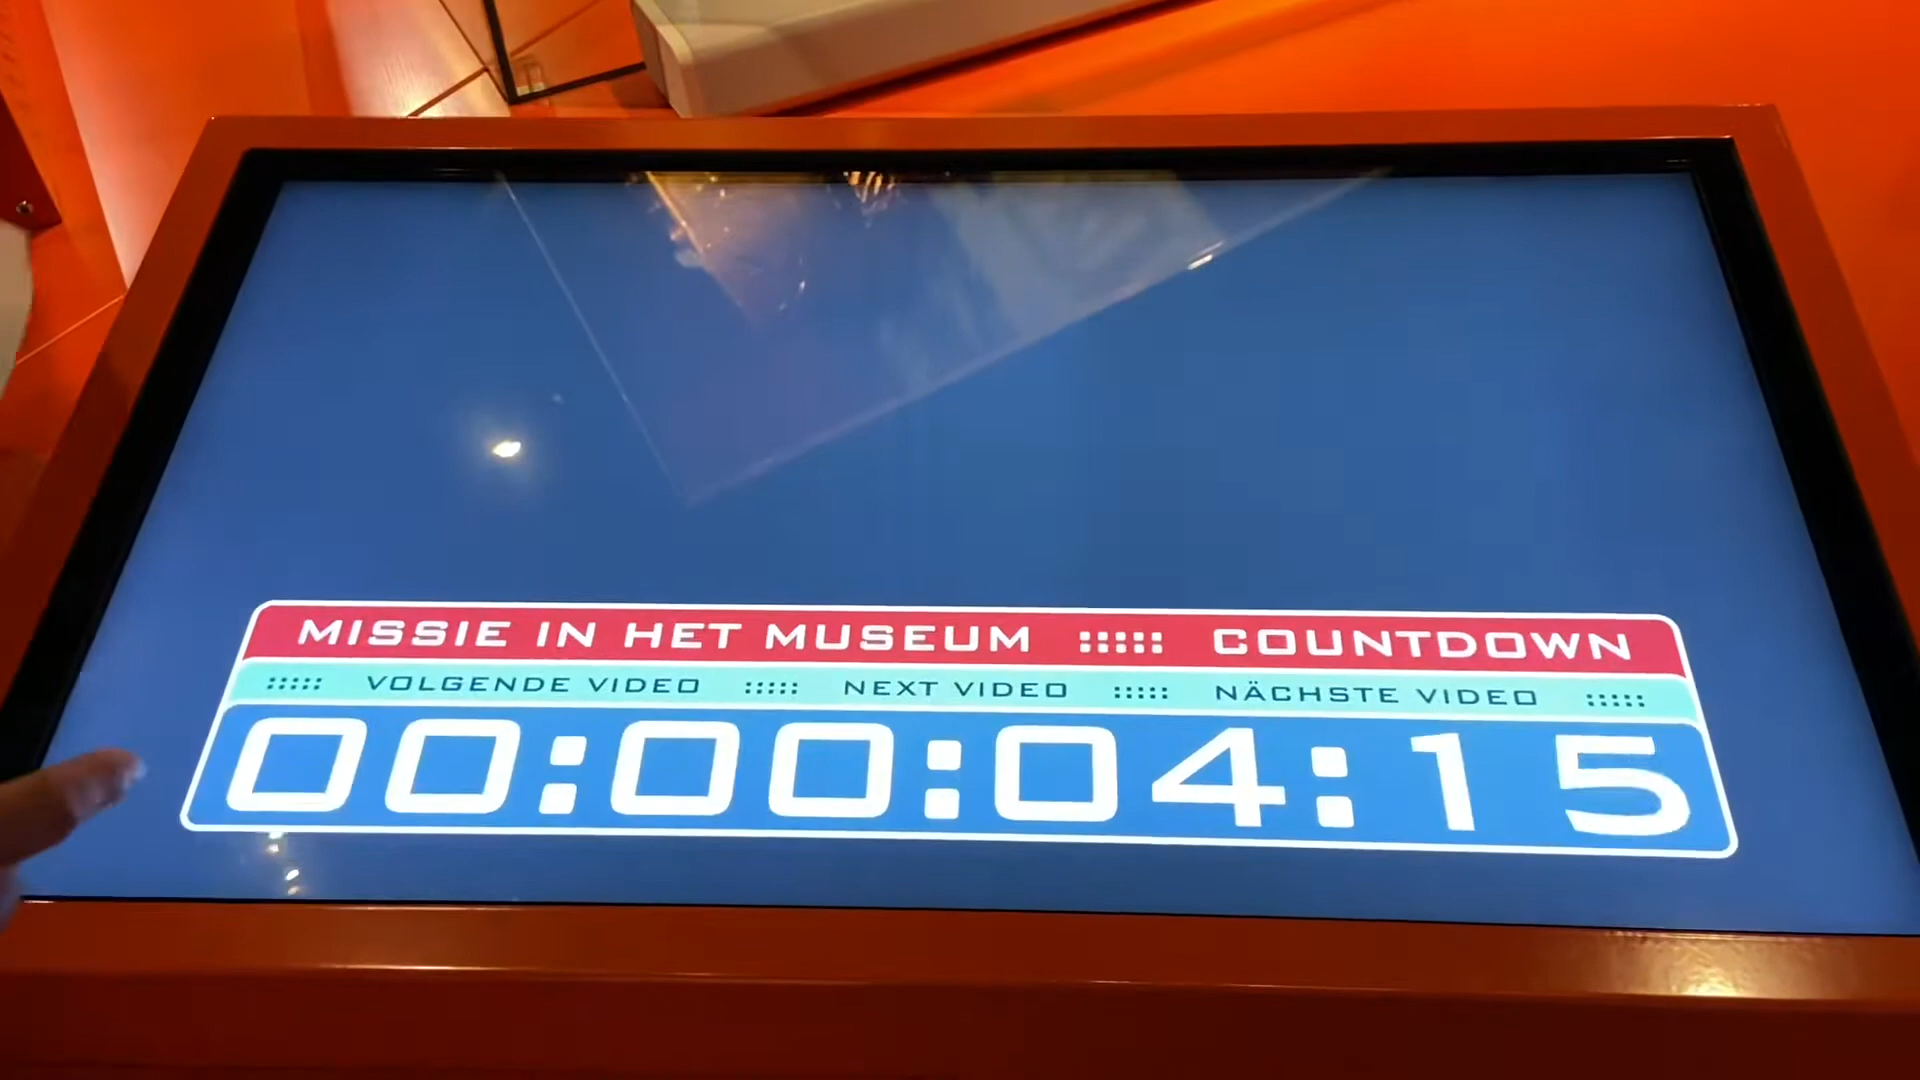 MISSIE IN HET MUSEUM ::::: COUNTDOWN
::::: VOLGENDE VIDEO ::::: NEXT VIDEO ::::: NÄCHSTE VIDEO :::::
00:00:04:15